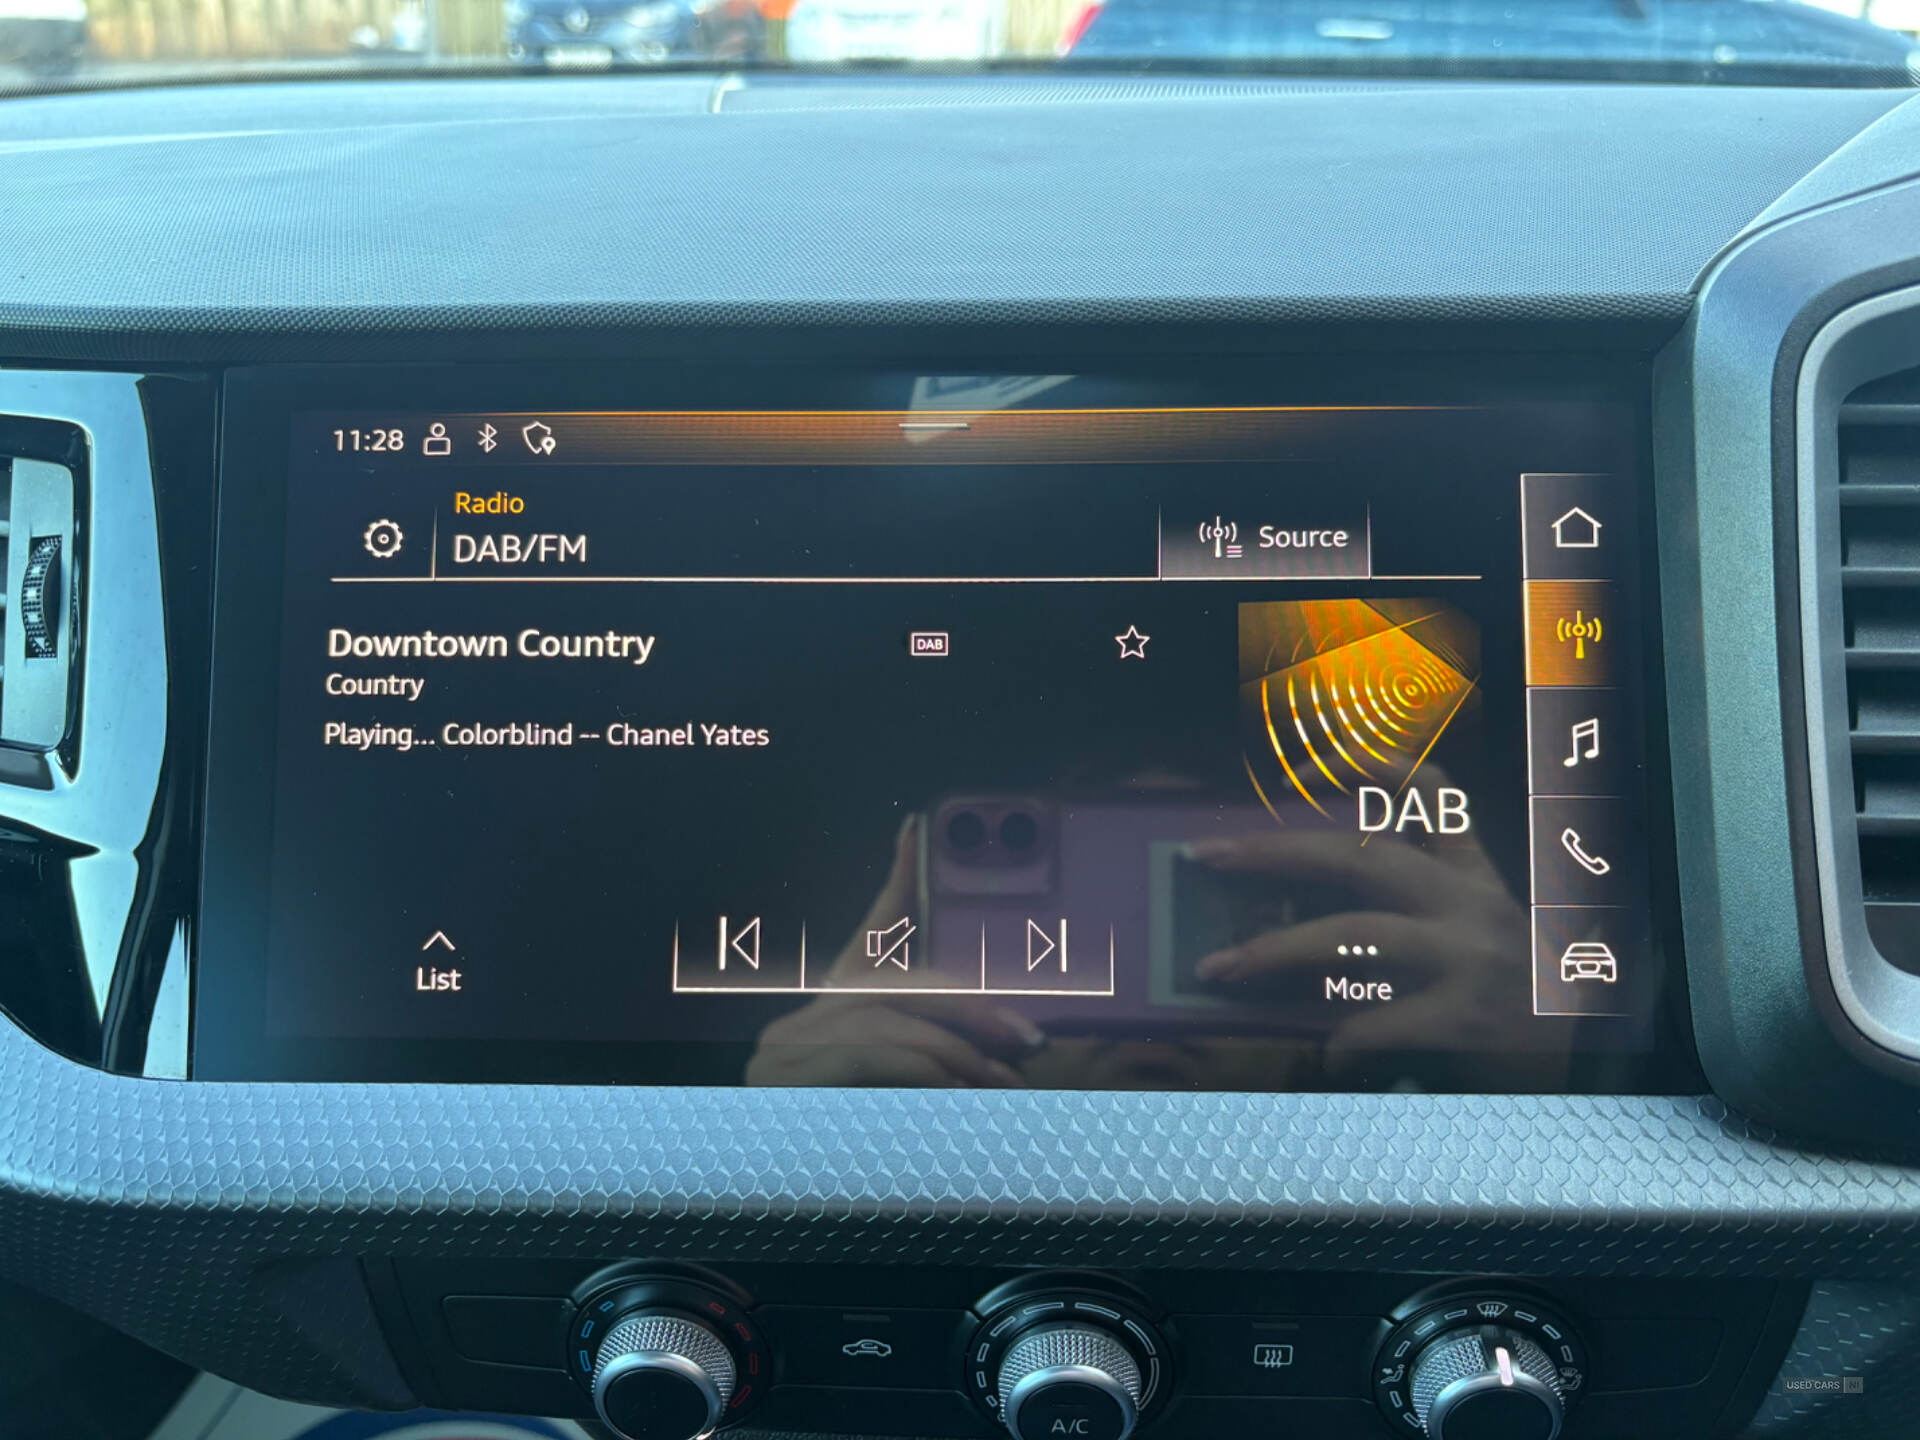 11:28
Radio
DAB/FM
Source
Downtown Country
DAB
Country
Playing... Colorblind -- Chanel Yates
DAB
List
More
A/C
USED CARS NI